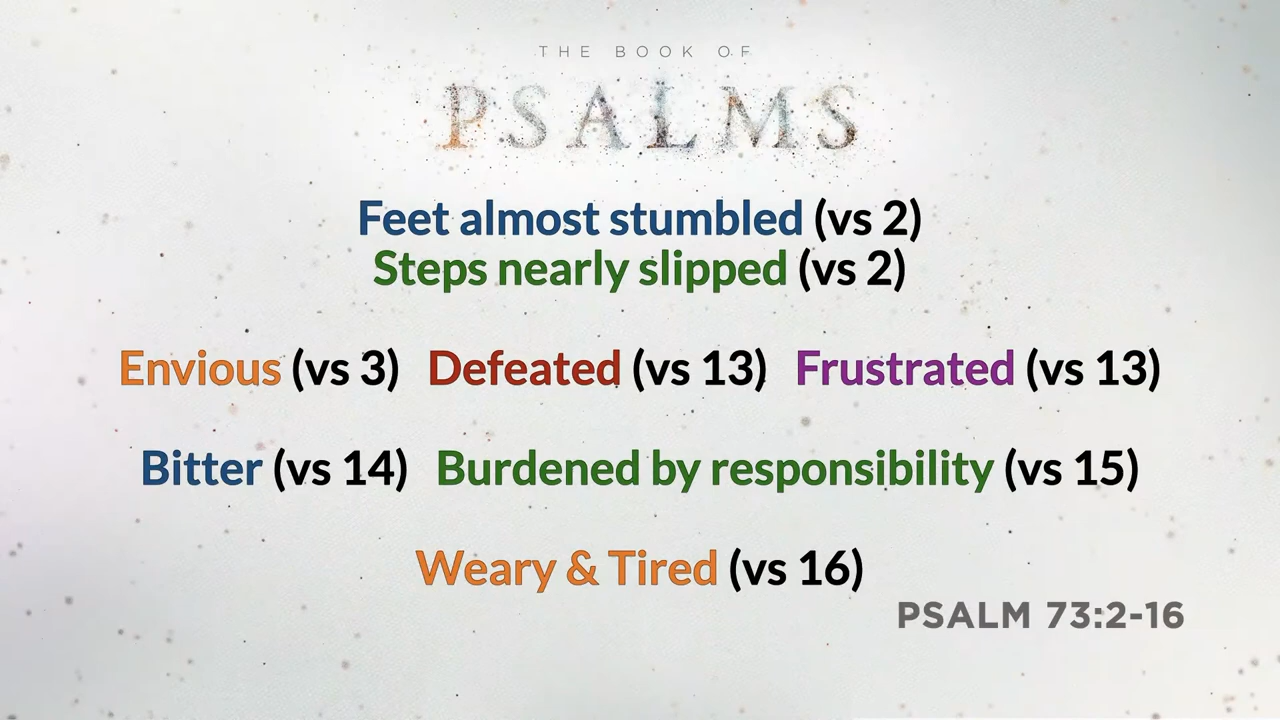 THE BOOK OF
PSALMS
Feet almost stumbled (vs 2)
Steps nearly slipped (vs 2)
Envious (vs 3) Defeated (vs 13) Frustrated (vs 13)
Bitter (vs 14) Burdened by responsibility (vs 15)
Weary & Tired (vs 16)
PSALM 73:2-16